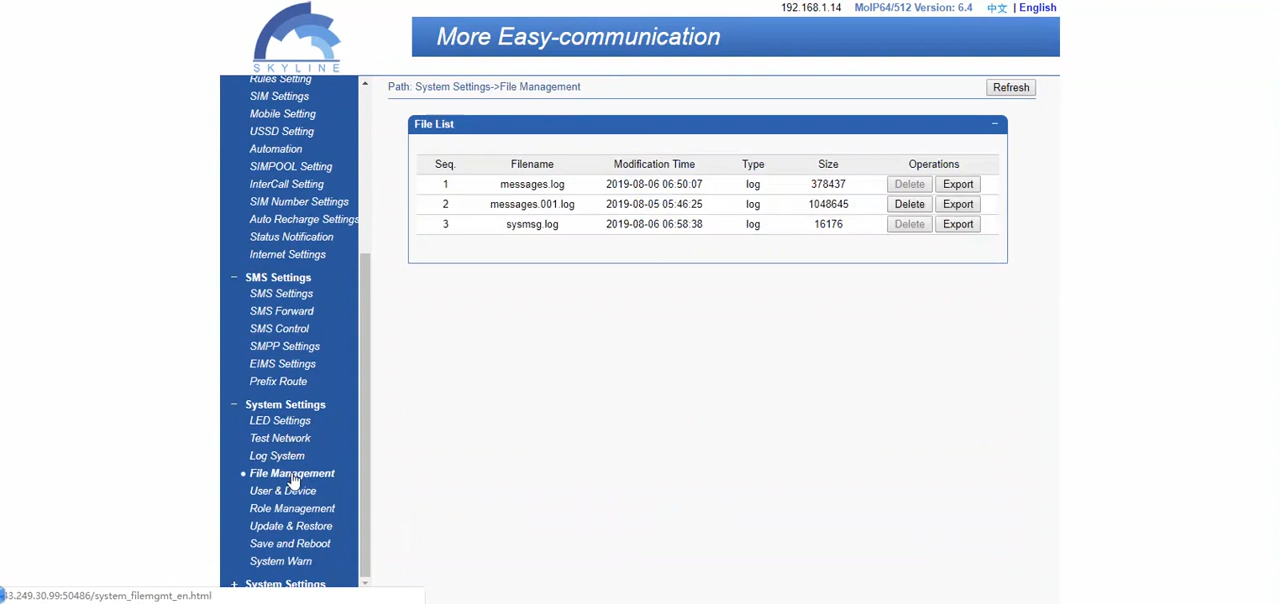 192.168.1.14 MoIP64/512 Version: 6.4 中文 | English
SKYLINE
More Easy-communication
Rules Setting
SIM Settings
Mobile Setting
USSD Setting
Automation
SIMPOOL Setting
InterCall Setting
SIM Number Settings
Auto Recharge Settings
Status Notification
Internet Settings
− SMS Settings
SMS Settings
SMS Forward
SMS Control
SMPP Settings
EIMS Settings
Prefix Route
− System Settings
LED Settings
Test Network
Log System
• File Management
User & Device
Role Management
Update & Restore
Save and Reboot
System Warn
+ System Settings
Path: System Settings->File Management Refresh
File List −
Seq. Filename Modification Time Type Size Operations
1 messages.log 2019-08-06 06:50:07 log 378437 Delete Export
2 messages.001.log 2019-08-05 05:46:25 log 1048645 Delete Export
3 sysmsg.log 2019-08-06 06:58:38 log 16176 Delete Export
3.249.30.99:50486/system_filemgmt_en.html